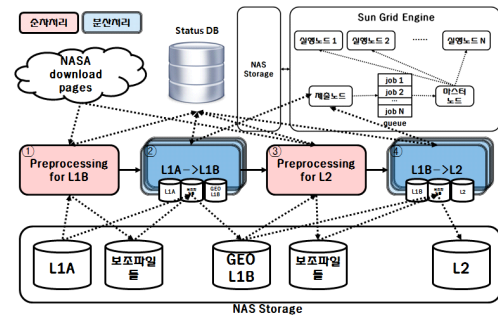 순차처리
분산처리
NASA
download
pages
Status DB
NAS
Storage
Sun Grid Engine
실행노드 1
실행노드 2
......
실행노드 N
제출노드
job 1
job 2
...
job N
queue
마스터
노드
①
Preprocessing
for L1B
②
L1A->L1B
L1A
GEO
L1B
③
Preprocessing
for L2
④
L1B->L2
L1B
L2
L1A
보조파일
들
GEO
L1B
보조파일
들
L2
NAS Storage